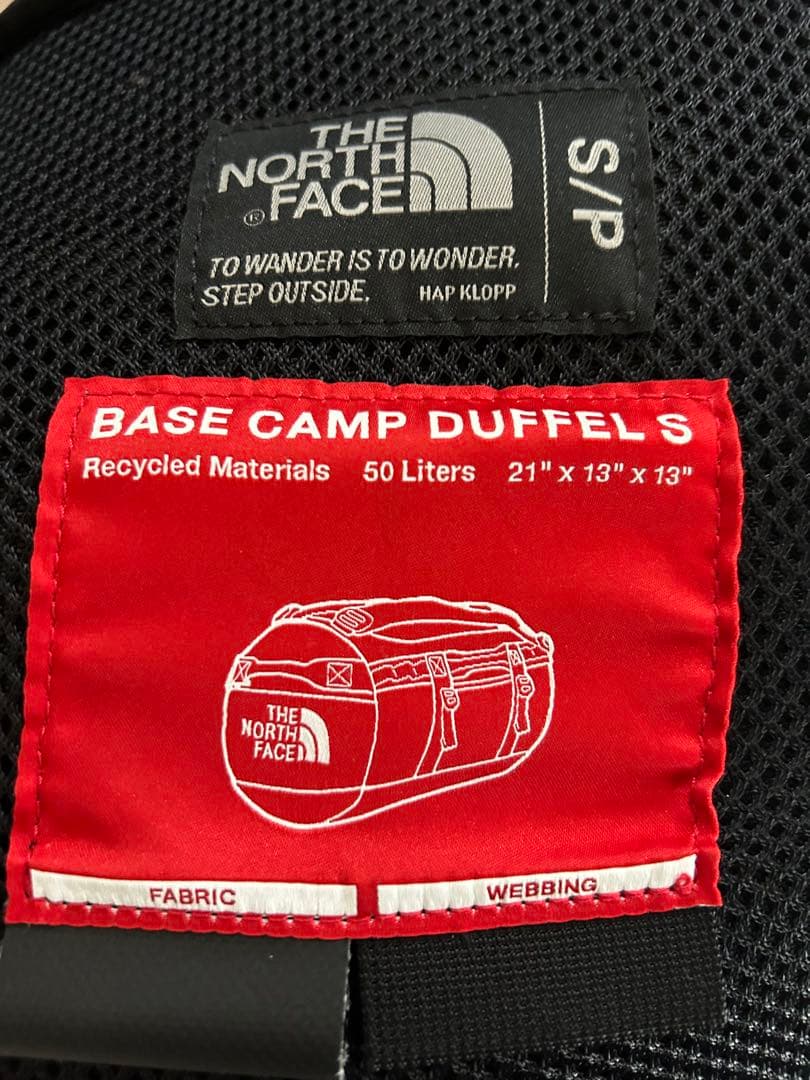 THE
NORTH
® FACE
S/P
TO WANDER IS TO WONDER.
STEP OUTSIDE. HAP KLOPP
BASE CAMP DUFFEL S
Recycled Materials 50 Liters 21" x 13" x 13"
THE
NORTH
FACE
FABRIC WEBBING